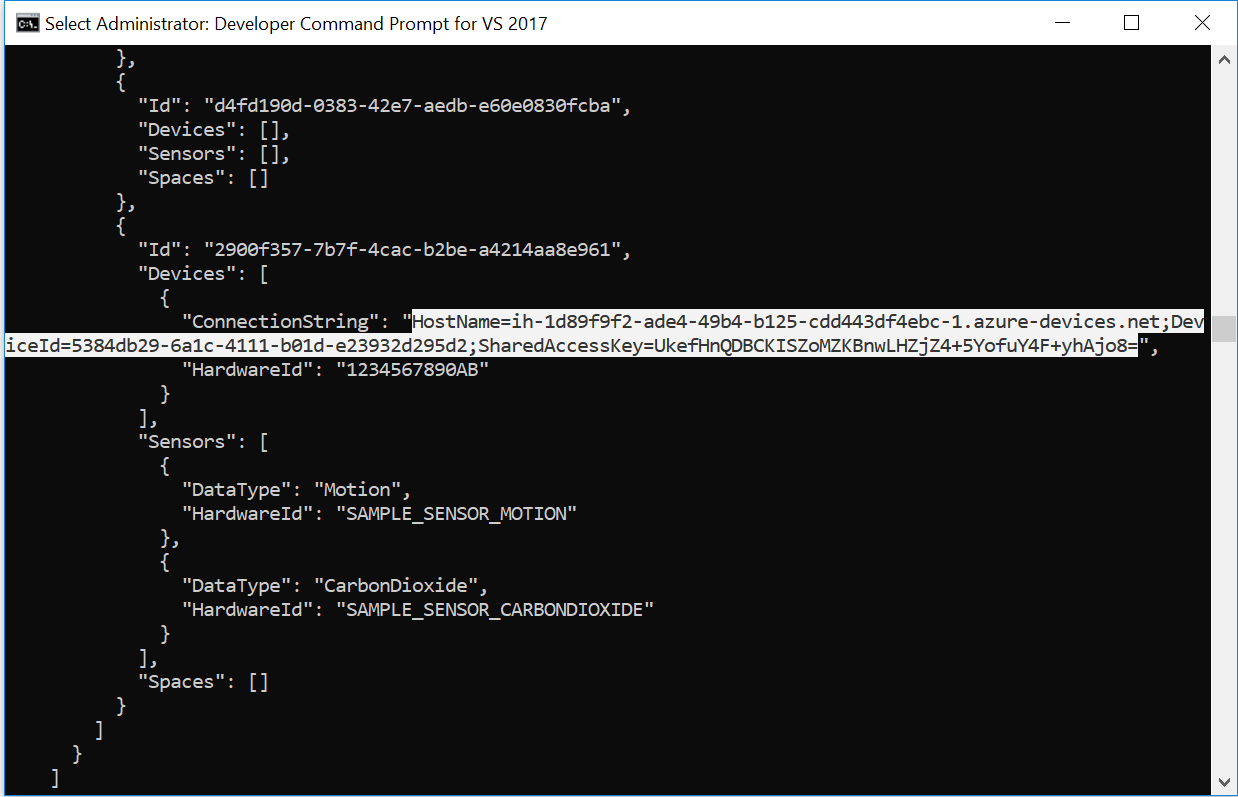 Select Administrator: Developer Command Prompt for VS 2017
},
{
"Id": "d4fd190d-0383-42e7-aedb-e60e0830fcba",
"Devices": [],
"Sensors": [],
"Spaces": []
},
{
"Id": "2900f357-7b7f-4cac-b2be-a4214aa8e961",
"Devices": [
{
"ConnectionString": "HostName=ih-1d89f9f2-ade4-49b4-b125-cdd443df4ebc-1.azure-devices.net;Dev
iceId=5384db29-6a1c-4111-b01d-e23932d295d2;SharedAccessKey=UkefHnQDBCKISZoMZKBnwLHZjZ4+5YofuY4F+yhAjo8=",
"HardwareId": "1234567890AB"
}
],
"Sensors": [
{
"DataType": "Motion",
"HardwareId": "SAMPLE_SENSOR_MOTION"
},
{
"DataType": "CarbonDioxide",
"HardwareId": "SAMPLE_SENSOR_CARBONDIOXIDE"
}
],
"Spaces": []
}
]
}
]